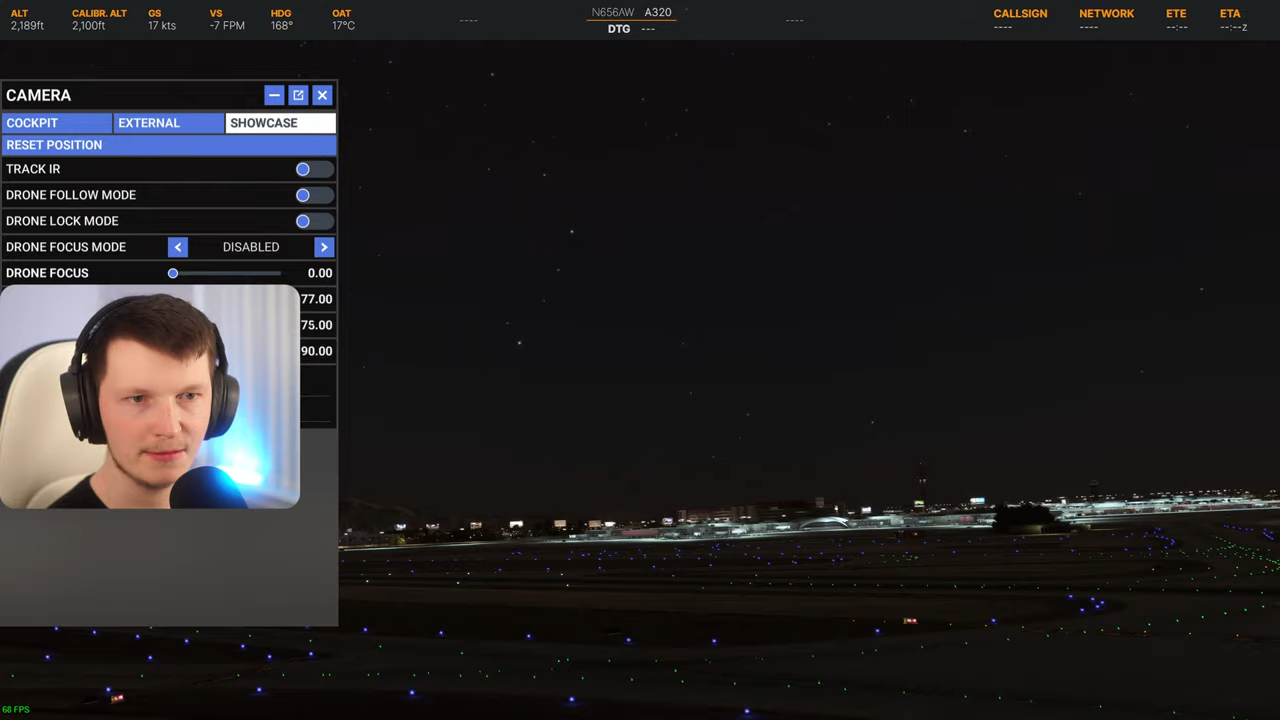 ALT CALIBR. ALT GS VS HDG OAT
2,189ft 2,100ft 17 kts -7 FPM 168° 17°C
----
N656AW A320
DTG ---
----
CALLSIGN NETWORK ETE ETA
---- ---- --:-- --:--z
CAMERA
COCKPIT EXTERNAL SHOWCASE
RESET POSITION
TRACK IR
DRONE FOLLOW MODE
DRONE LOCK MODE
DRONE FOCUS MODE < DISABLED >
DRONE FOCUS 0.00
77.00
75.00
90.00
68 FPS